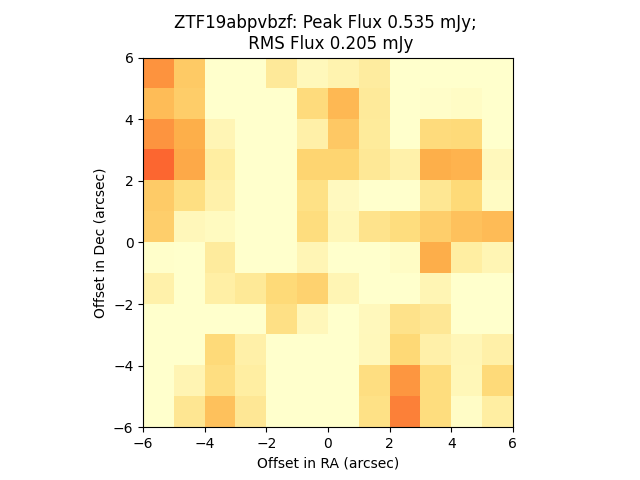 ZTF19abpvbzf: Peak Flux 0.535 mJy;
RMS Flux 0.205 mJy
6
4
2
0
−2
−4
−6
Offset in Dec (arcsec)
−6 −4 −2 0 2 4 6
Offset in RA (arcsec)